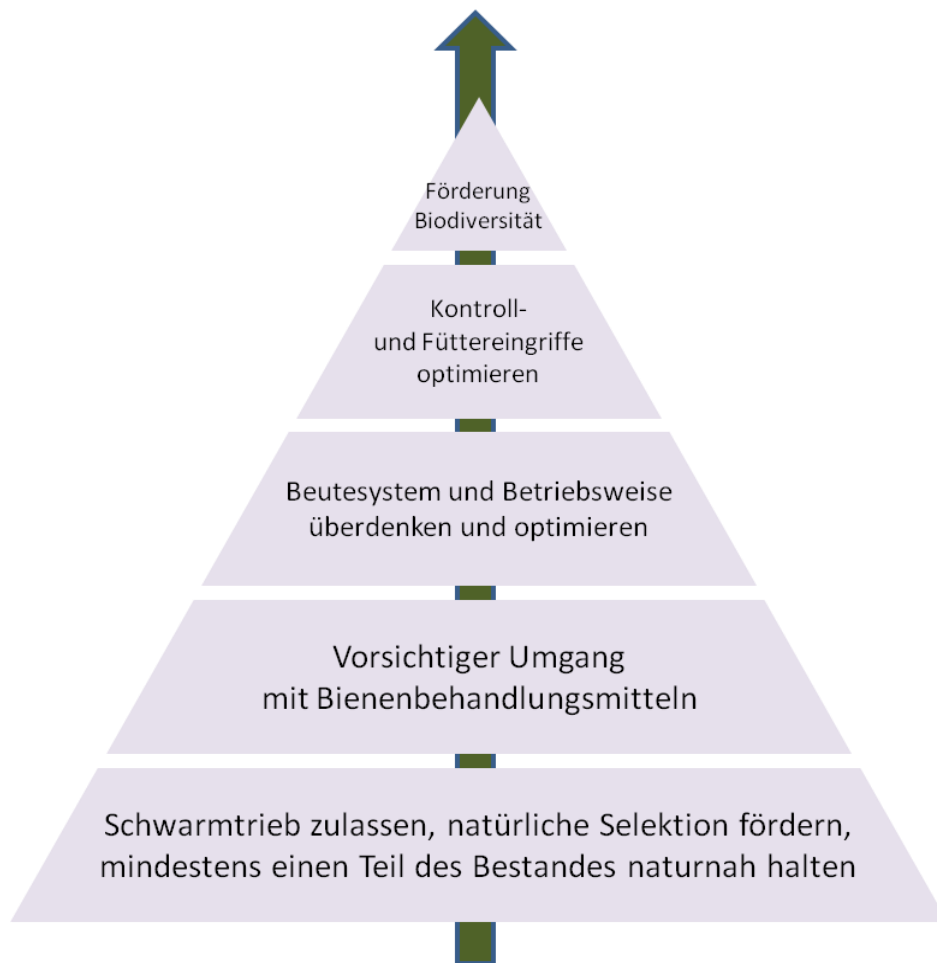 Förderung
Biodiversität
Kontroll-
und Füttereingriffe
optimieren
Beutesystem und Betriebsweise
überdenken und optimieren
Vorsichtiger Umgang
mit Bienenbehandlungsmitteln
Schwarmtrieb zulassen, natürliche Selektion fördern,
mindestens einen Teil des Bestandes naturnah halten